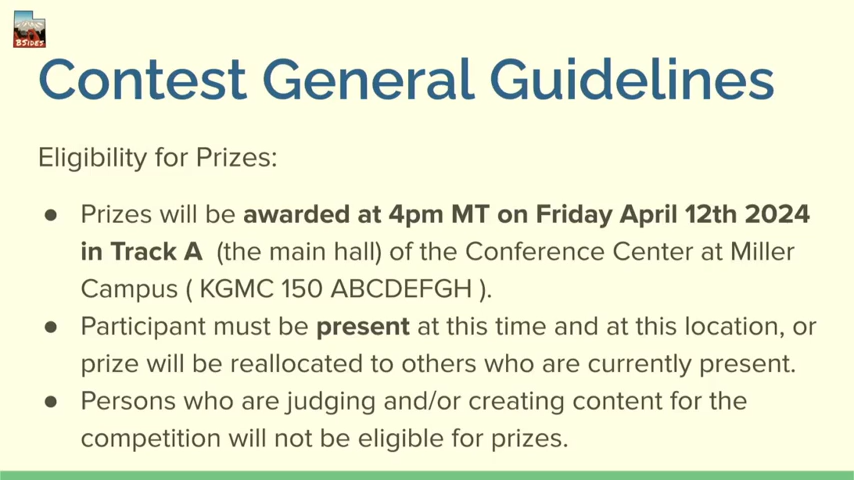 BSIDES
Contest General Guidelines
Eligibility for Prizes:
● Prizes will be awarded at 4pm MT on Friday April 12th 2024
in Track A (the main hall) of the Conference Center at Miller
Campus ( KGMC 150 ABCDEFGH ).
● Participant must be present at this time and at this location, or
prize will be reallocated to others who are currently present.
● Persons who are judging and/or creating content for the
competition will not be eligible for prizes.